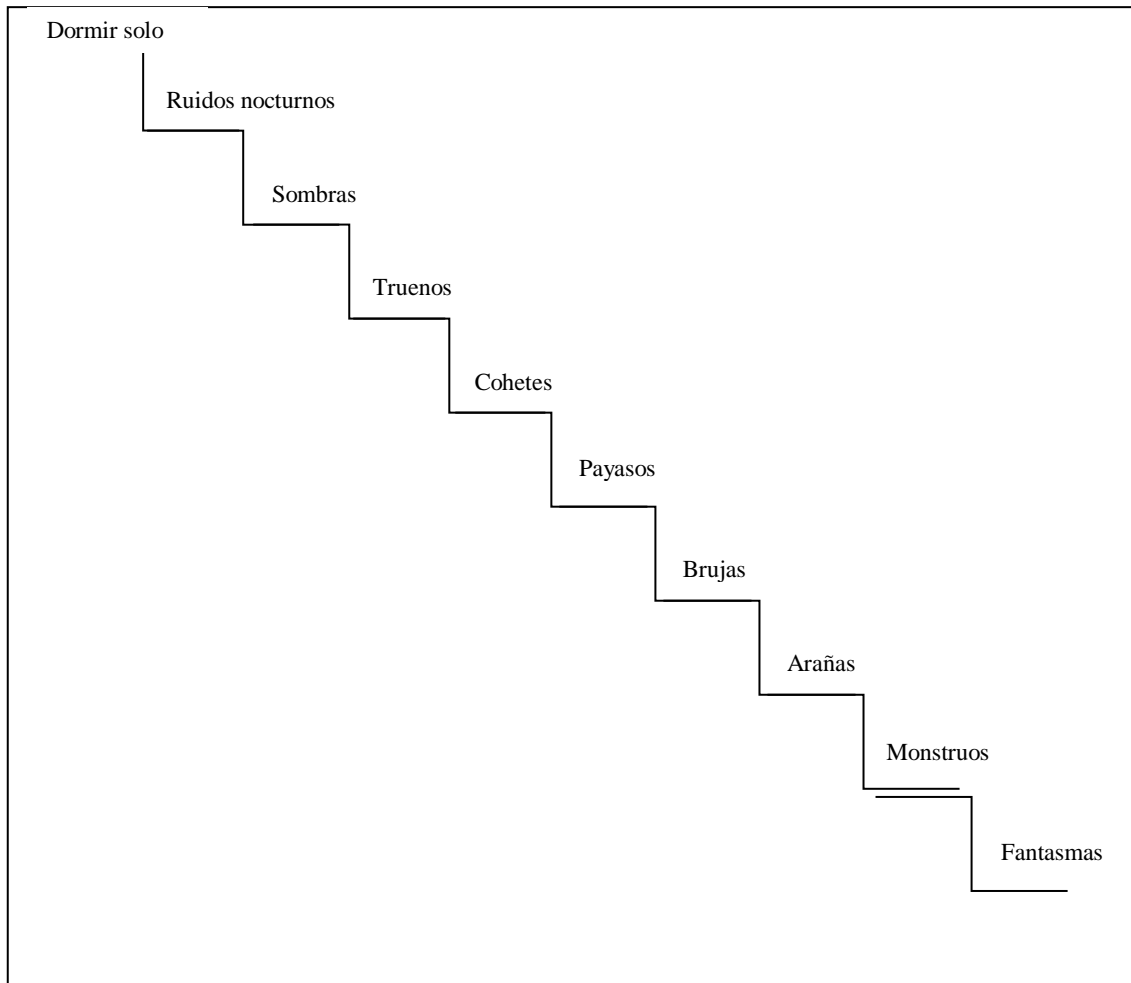 Dormir solo
Ruidos nocturnos
Sombras
Truenos
Cohetes
Payasos
Brujas
Arañas
Monstruos
Fantasmas